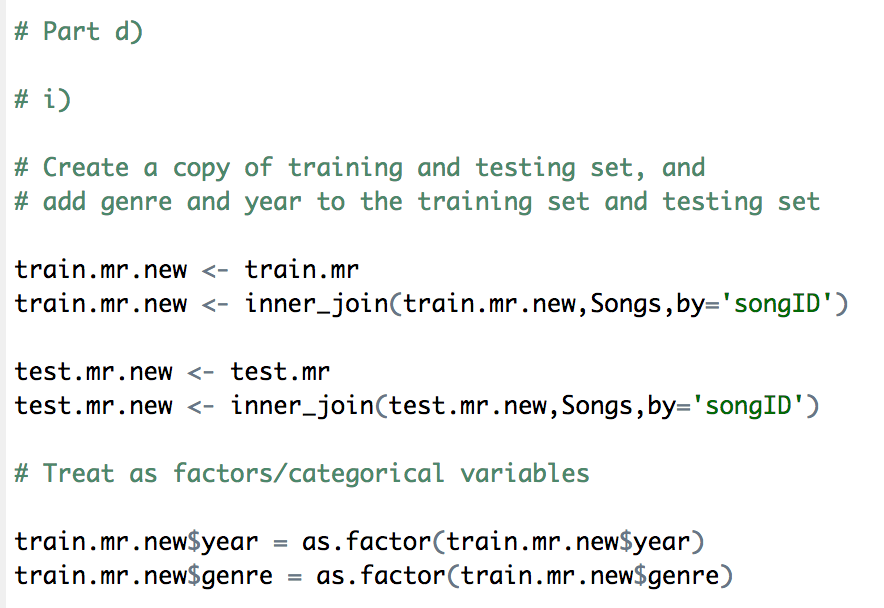 # Part d)
# i)
# Create a copy of training and testing set, and
# add genre and year to the training set and testing set
train.mr.new <- train.mr
train.mr.new <- inner_join(train.mr.new,Songs,by='songID')
test.mr.new <- test.mr
test.mr.new <- inner_join(test.mr.new,Songs,by='songID')
# Treat as factors/categorical variables
train.mr.new$year = as.factor(train.mr.new$year)
train.mr.new$genre = as.factor(train.mr.new$genre)